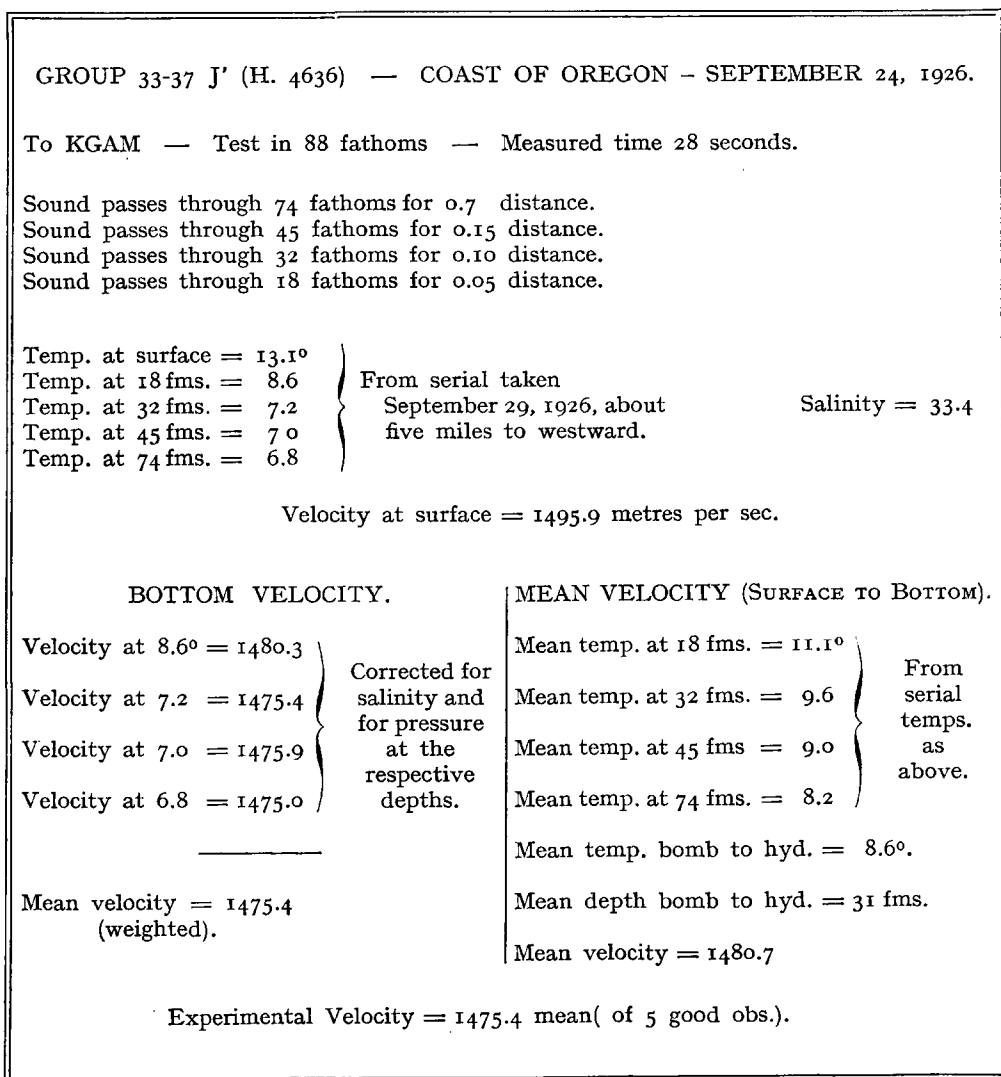 GROUP 33-37 J' (H. 4636) — COAST OF OREGON – SEPTEMBER 24, 1926.
To KGAM — Test in 88 fathoms — Measured time 28 seconds.
Sound passes through 74 fathoms for 0.7 distance.
Sound passes through 45 fathoms for 0.15 distance.
Sound passes through 32 fathoms for 0.10 distance.
Sound passes through 18 fathoms for 0.05 distance.
Temp. at surface = 13.1º
Temp. at 18 fms. = 8.6
Temp. at 32 fms. = 7.2
Temp. at 45 fms. = 7 0
Temp. at 74 fms. = 6.8
From serial taken
September 29, 1926, about
five miles to westward.
Salinity = 33.4
Velocity at surface = 1495.9 metres per sec.
BOTTOM VELOCITY.
Velocity at 8.6º = 1480.3
Velocity at 7.2 = 1475.4
Velocity at 7.0 = 1475.9
Velocity at 6.8 = 1475.0
Corrected for
salinity and
for pressure
at the
respective
depths.
Mean velocity = 1475.4
(weighted).
MEAN VELOCITY (SURFACE TO BOTTOM).
Mean temp. at 18 fms. = 11.1º
Mean temp. at 32 fms. = 9.6
Mean temp. at 45 fms = 9.0
Mean temp. at 74 fms. = 8.2
From
serial
temps.
as
above.
Mean temp. bomb to hyd. = 8.6º.
Mean depth bomb to hyd. = 31 fms.
Mean velocity = 1480.7
Experimental Velocity = 1475.4 mean( of 5 good obs.).